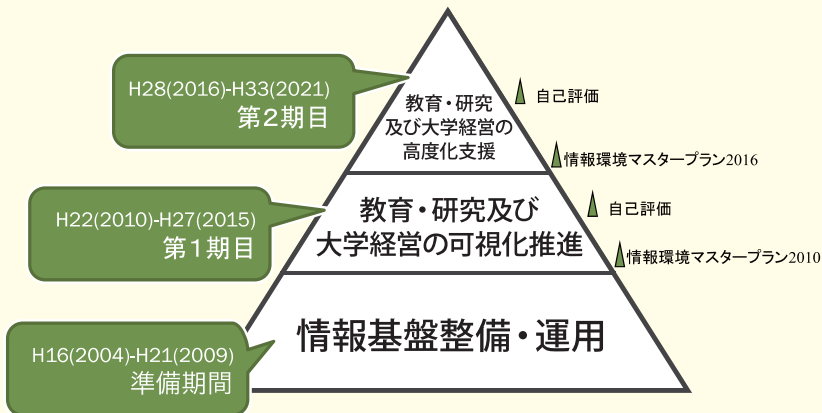 H28(2016)-H33(2021)
第2期目
教育・研究
及び大学経営の
高度化支援
自己評価
情報環境マスタープラン2016
H22(2010)-H27(2015)
第1期目
教育・研究及び
大学経営の可視化推進
自己評価
情報環境マスタープラン2010
H16(2004)-H21(2009)
準備期間
情報基盤整備・運用